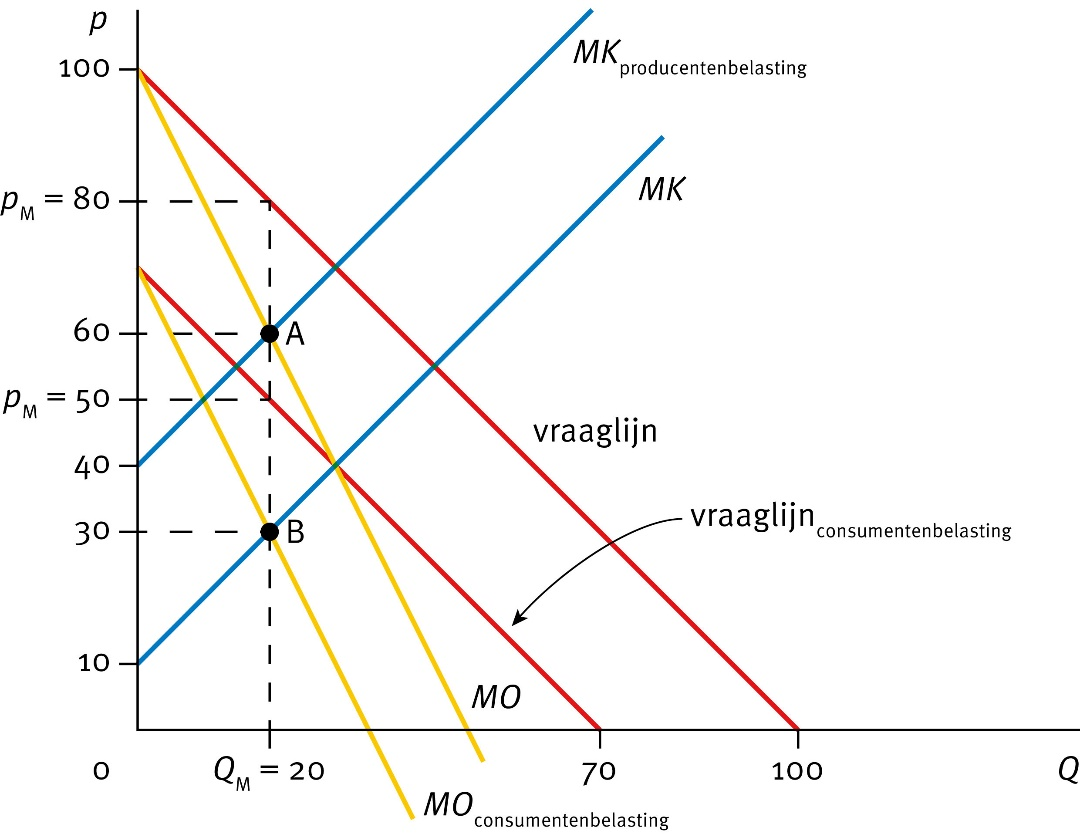 p
MKproducentenbelasting
100
MK
pM = 80
60
A
pM = 50
vraaglijn
40
vraaglijnconsumentenbelasting
30
B
10
MO
0
QM = 20
70
100
Q
MOconsumentenbelasting